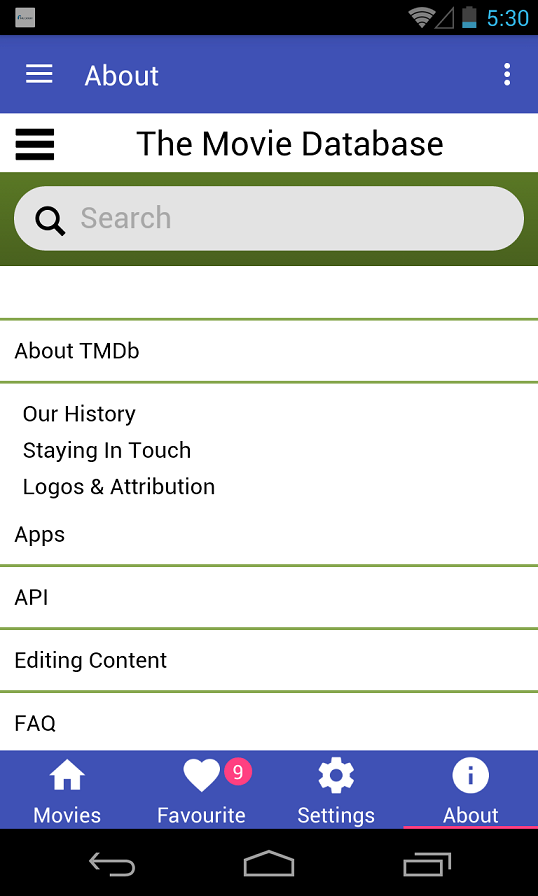 5:30
About
The Movie Database
Search
About TMDb
Our History
Staying In Touch
Logos & Attribution
Apps
API
Editing Content
FAQ
9
Movies Favourite Settings About